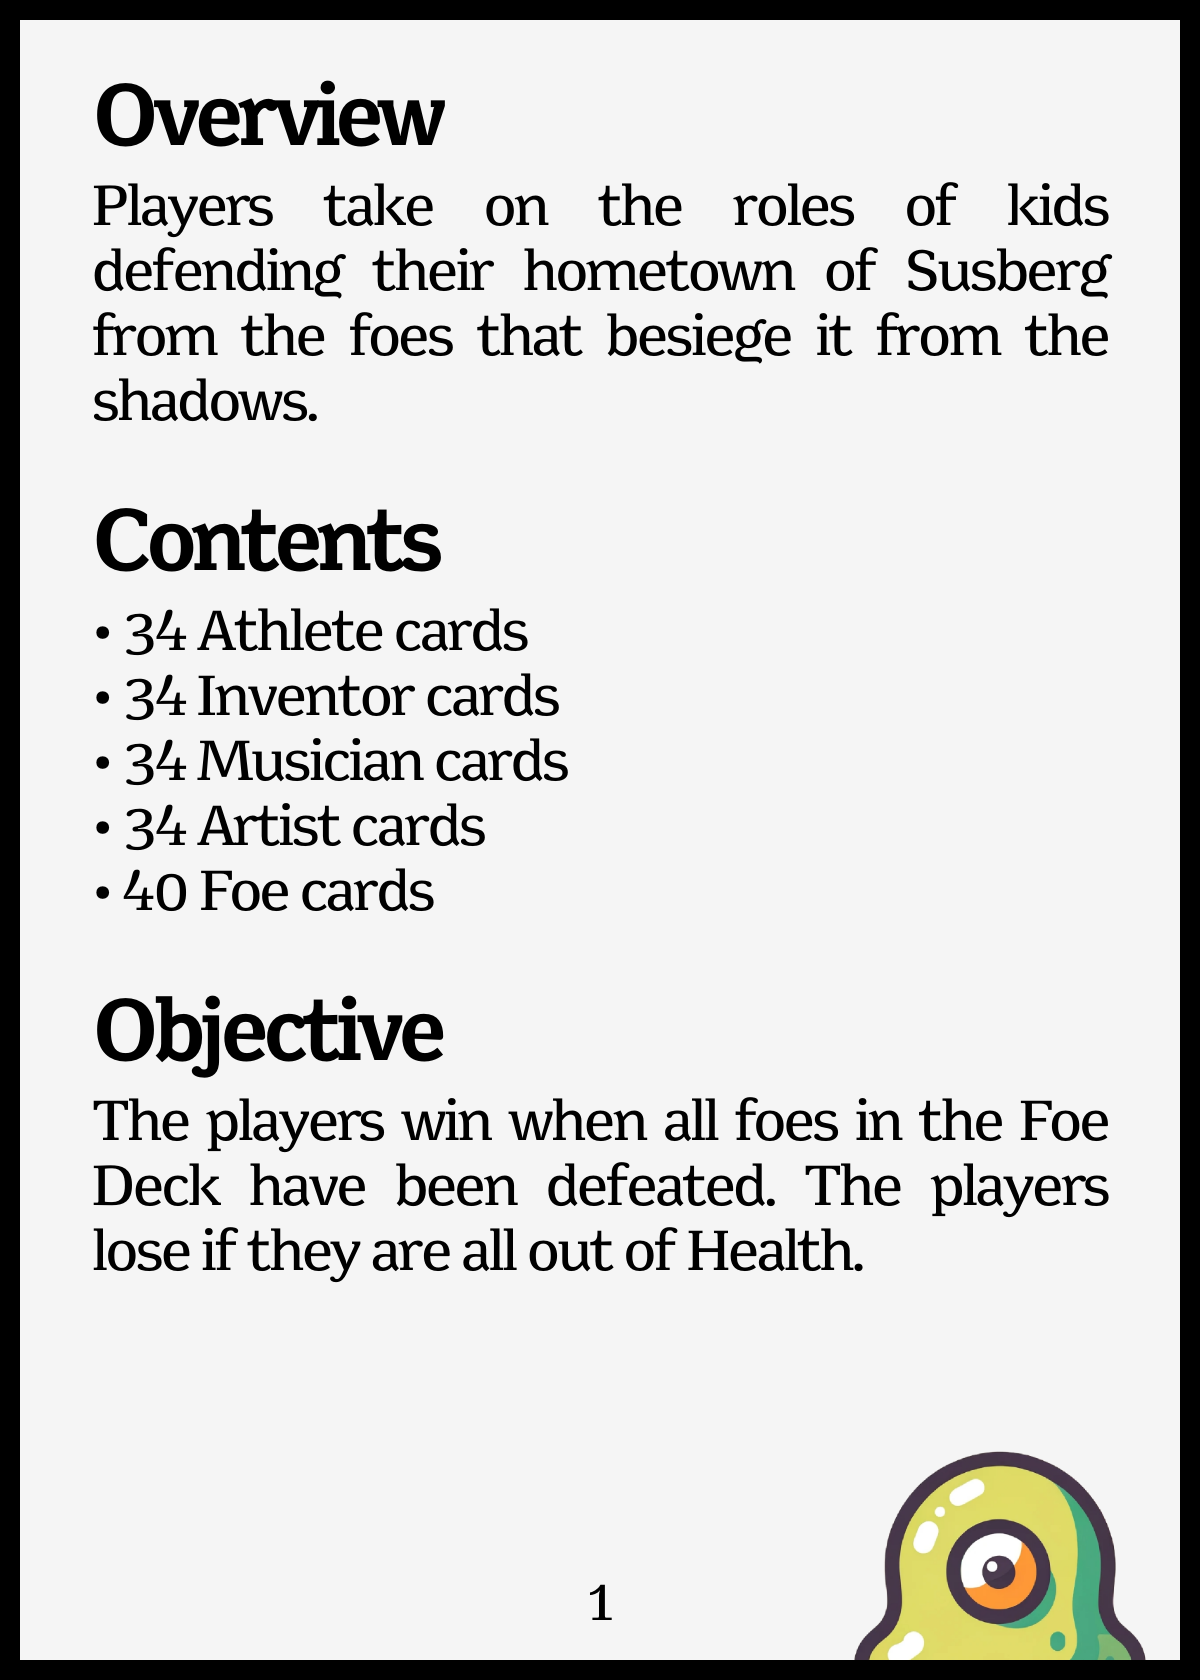 Overview
Players take on the roles of kids
defending their hometown of Susberg
from the foes that besiege it from the
shadows.
Contents
• 34 Athlete cards
• 34 Inventor cards
• 34 Musician cards
• 34 Artist cards
• 40 Foe cards
Objective
The players win when all foes in the Foe
Deck have been defeated. The players
lose if they are all out of Health.
1